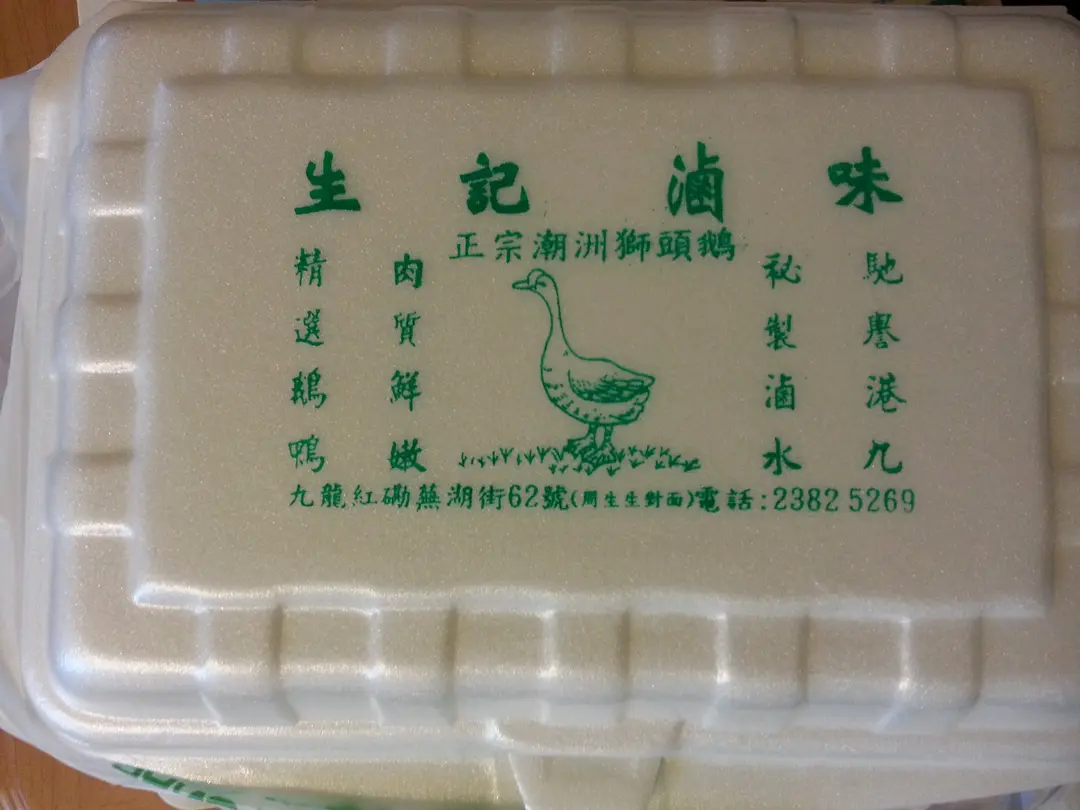 生記滷味
正宗潮洲獅頭鵝
馳譽港九
祕製滷水
肉質鮮嫩
精選鵝鴨
九龍紅磡蕪湖街62號(周生生對面)電話:2382 5269